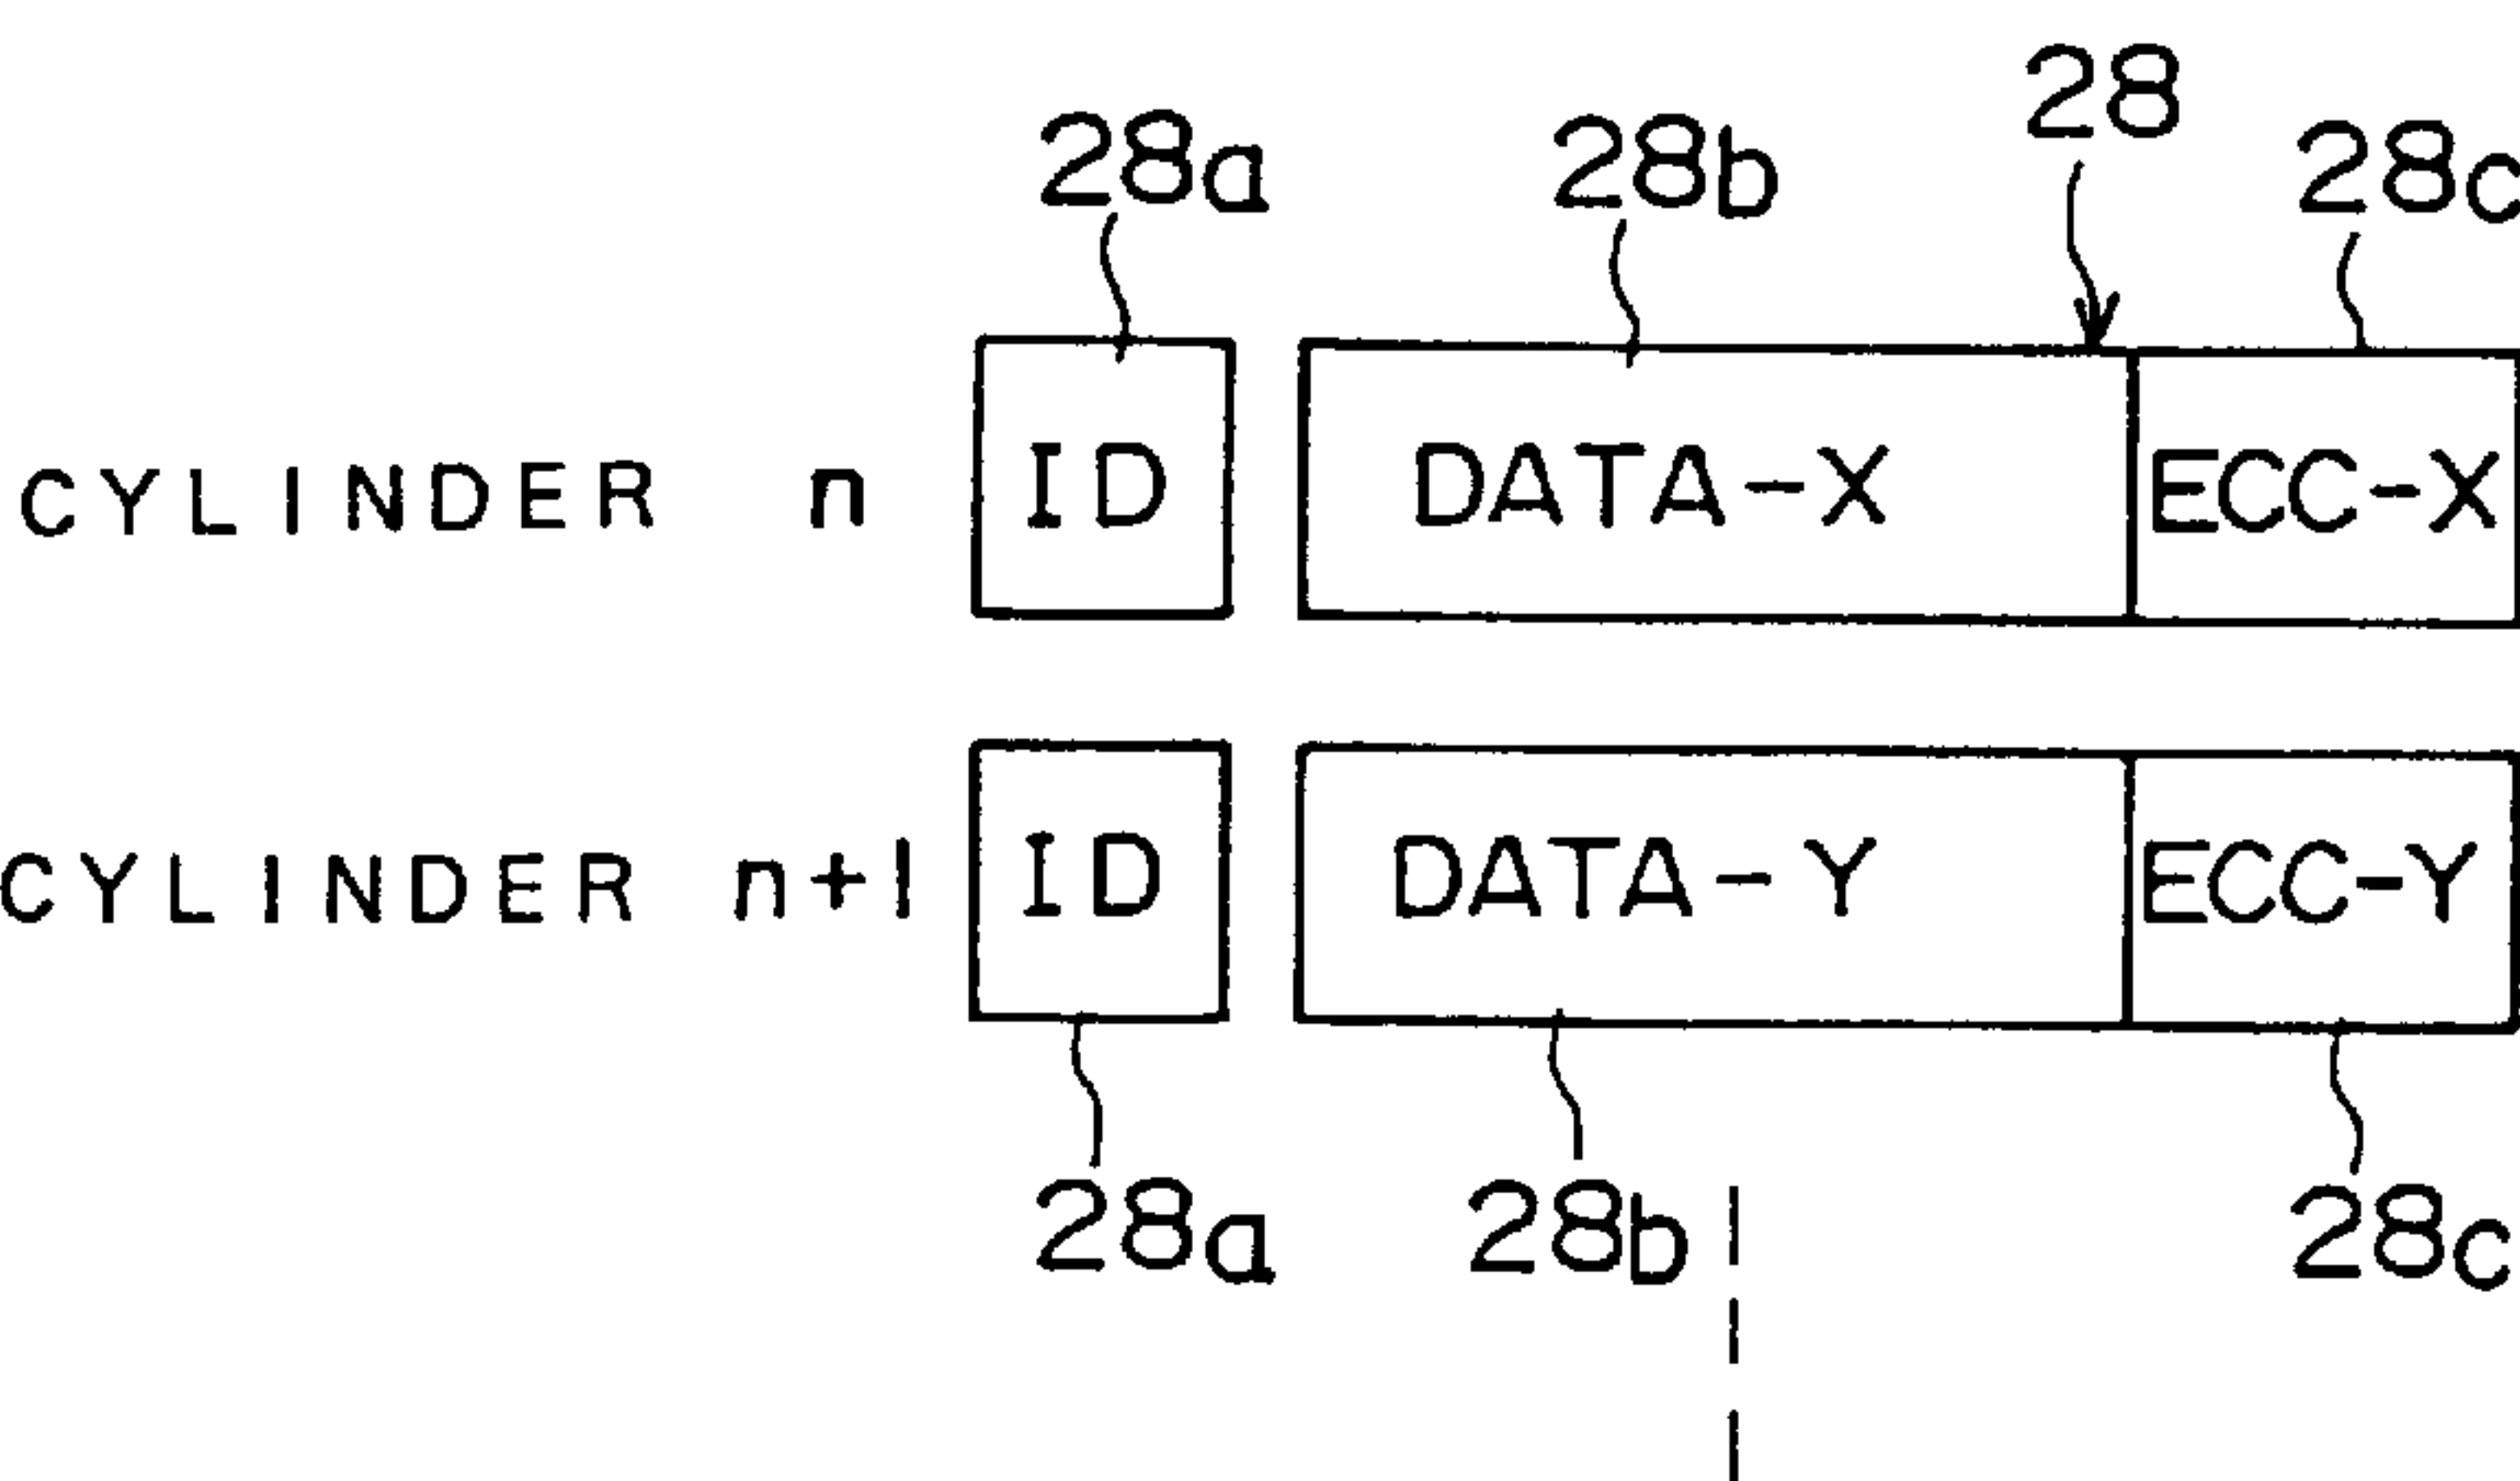 28
28a 28b 28c
CYLINDER n ID DATA-X ECC-X
CYLINDER n+1 ID DATA-Y ECC-Y
28a 28b 28c